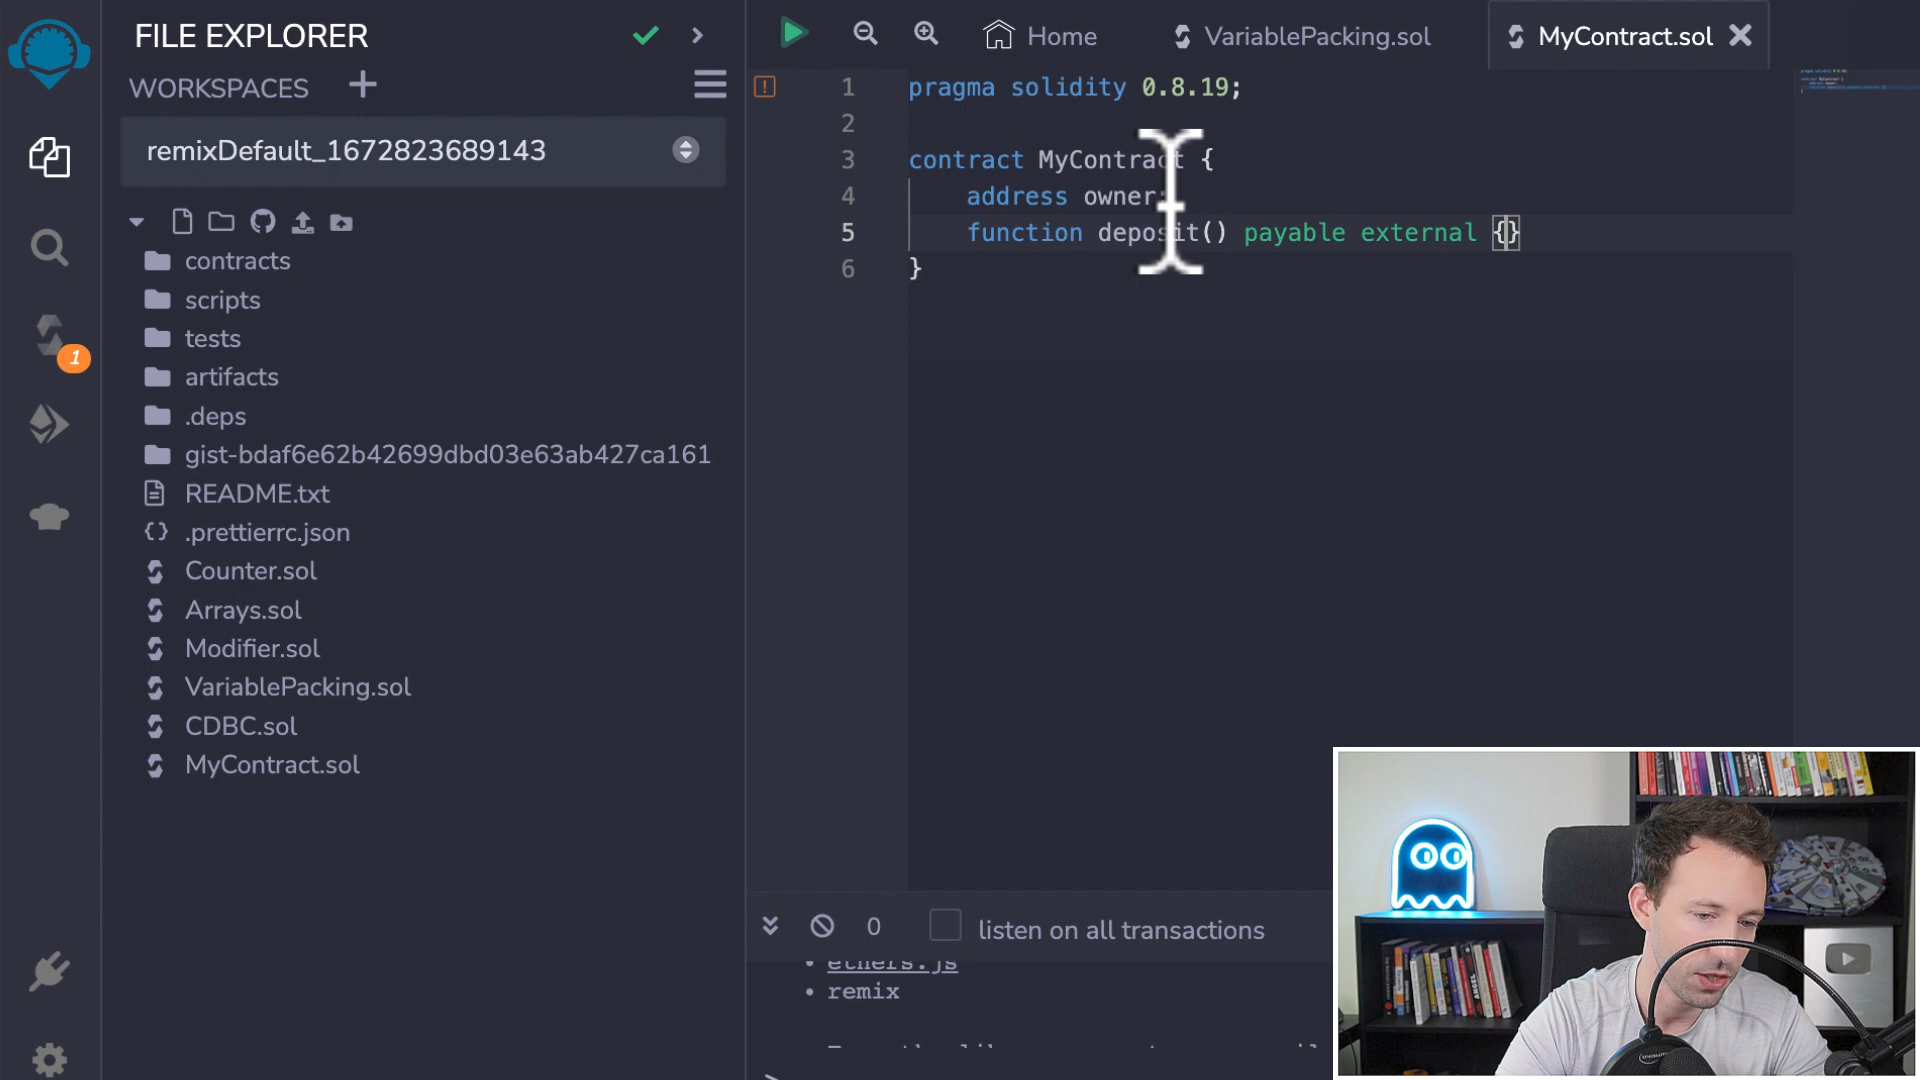 FILE EXPLORER
WORKSPACES
remixDefault_1672823689143
contracts
scripts
tests
artifacts
.deps
gist-bdaf6e62b42699dbd03e63ab427ca161
README.txt
.prettierrc.json
Counter.sol
Arrays.sol
Modifier.sol
VariablePacking.sol
CDBC.sol
MyContract.sol
1
Home
VariablePacking.sol
MyContract.sol
1 pragma solidity 0.8.19;
2
3 contract MyContract {
4 address owner
5 function deposit() payable external {}
6 }
0
listen on all transactions
• ethers.js
• remix
>